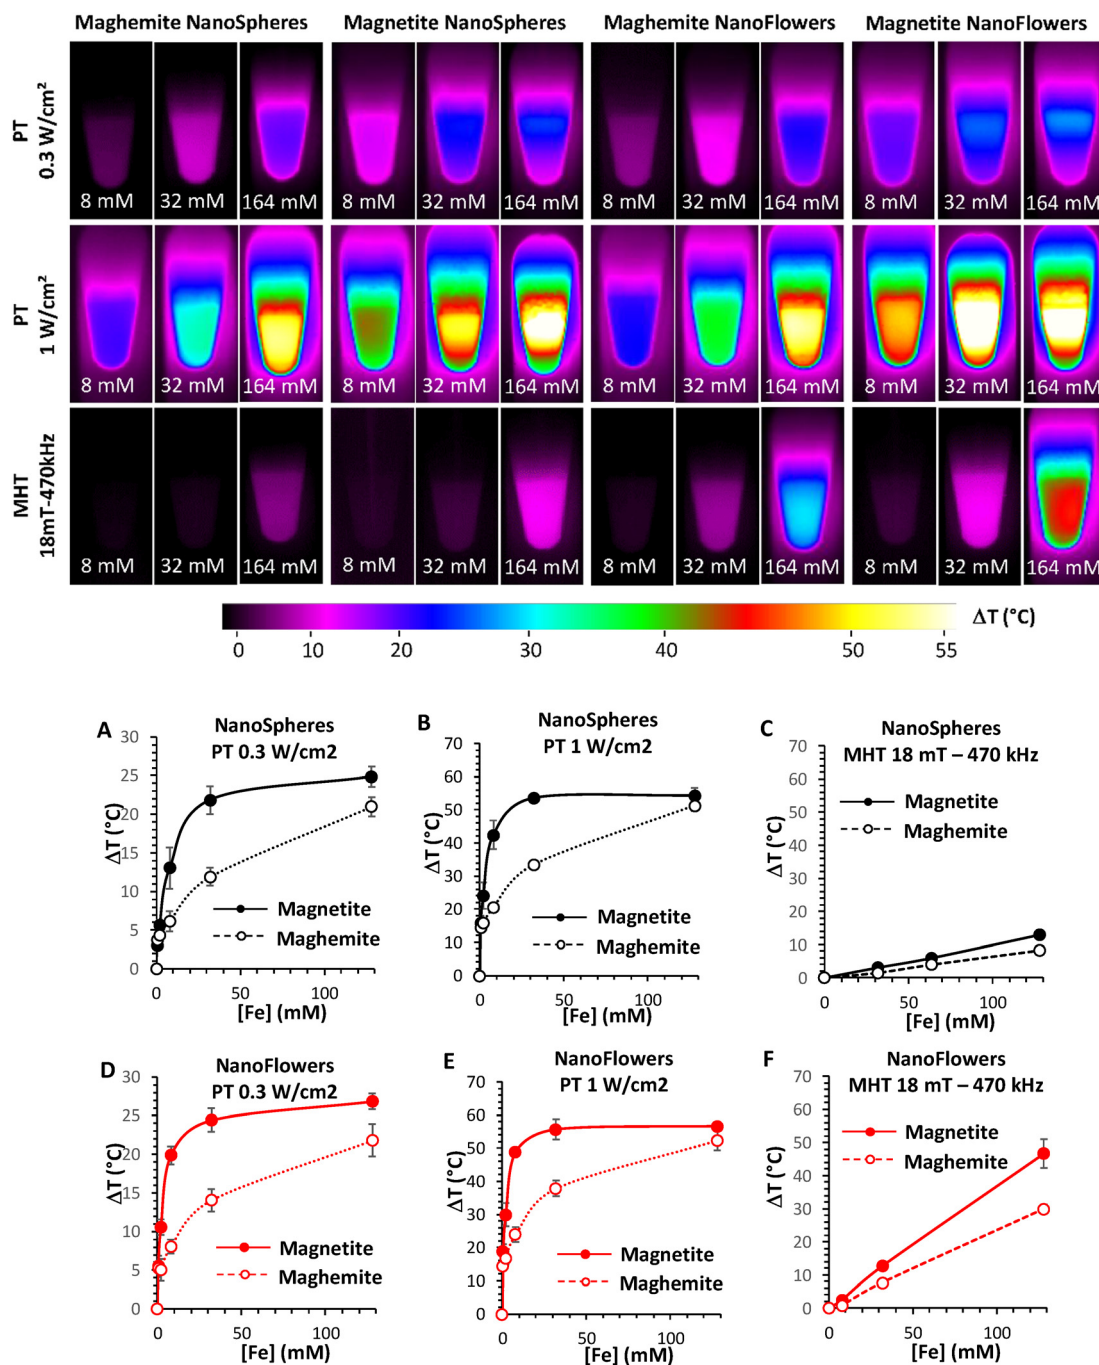 Maghemite NanoSpheres Magnetite NanoSpheres Maghemite NanoFlowers Magnetite NanoFlowers
PT
0.3 W/cm²
8 mM 32 mM 164 mM 8 mM 32 mM 164 mM 8 mM 32 mM 164 mM 8 mM 32 mM 164 mM
PT
1 W/cm²
8 mM 32 mM 164 mM 8 mM 32 mM 164 mM 8 mM 32 mM 164 mM 8 mM 32 mM 164 mM
MHT
18mT-470kHz
8 mM 32 mM 164 mM 8 mM 32 mM 164 mM 8 mM 32 mM 164 mM 8 mM 32 mM 164 mM
ΔT (°C)
0 10 20 30 40 50 55
A
NanoSpheres
PT 0.3 W/cm2
30
25
20
15
10
5
0
ΔT (°C)
Magnetite
Maghemite
0 50 100
[Fe] (mM)
B
NanoSpheres
PT 1 W/cm2
70
60
50
40
30
20
10
0
ΔT (°C)
Magnetite
Maghemite
0 50 100
[Fe] (mM)
C
NanoSpheres
MHT 18 mT – 470 kHz
70
60
50
40
30
20
10
0
ΔT (°C)
Magnetite
Maghemite
0 50 100
[Fe] (mM)
D
NanoFlowers
PT 0.3 W/cm2
30
25
20
15
10
5
0
ΔT (°C)
Magnetite
Maghemite
0 50 100
[Fe] (mM)
E
NanoFlowers
PT 1 W/cm2
70
60
50
40
30
20
10
0
ΔT (°C)
Magnetite
Maghemite
0 50 100
[Fe] (mM)
F
NanoFlowers
MHT 18 mT – 470 kHz
70
60
50
40
30
20
10
0
ΔT (°C)
Magnetite
Maghemite
0 50 100
[Fe] (mM)